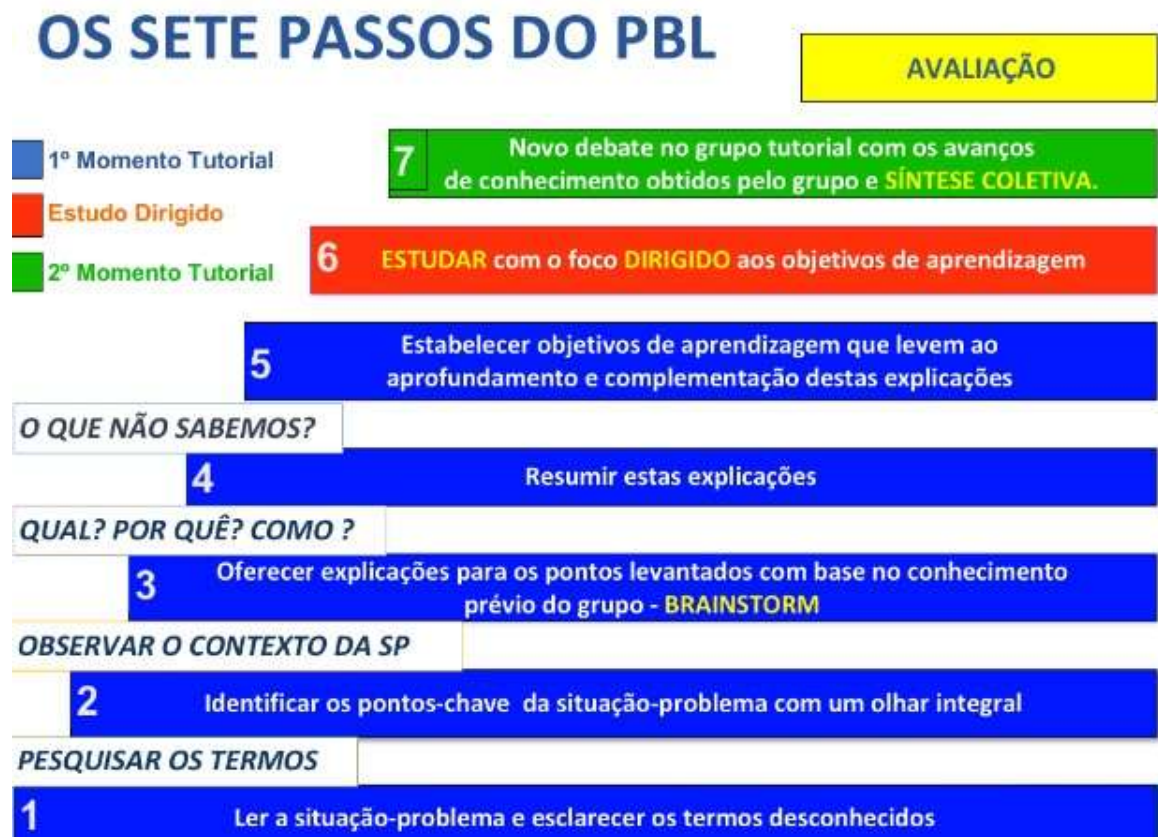 OS SETE PASSOS DO PBL
AVALIAÇÃO
1º Momento Tutorial
Estudo Dirigido
2º Momento Tutorial
7
Novo debate no grupo tutorial com os avanços
de conhecimento obtidos pelo grupo e SÍNTESE COLETIVA.
6 ESTUDAR com o foco DIRIGIDO aos objetivos de aprendizagem
5
Estabelecer objetivos de aprendizagem que levem ao
aprofundamento e complementação destas explicações
O QUE NÃO SABEMOS?
4 Resumir estas explicações
QUAL? POR QUÊ? COMO ?
3
Oferecer explicações para os pontos levantados com base no conhecimento
prévio do grupo - BRAINSTORM
OBSERVAR O CONTEXTO DA SP
2 Identificar os pontos-chave da situação-problema com um olhar integral
PESQUISAR OS TERMOS
1 Ler a situação-problema e esclarecer os termos desconhecidos